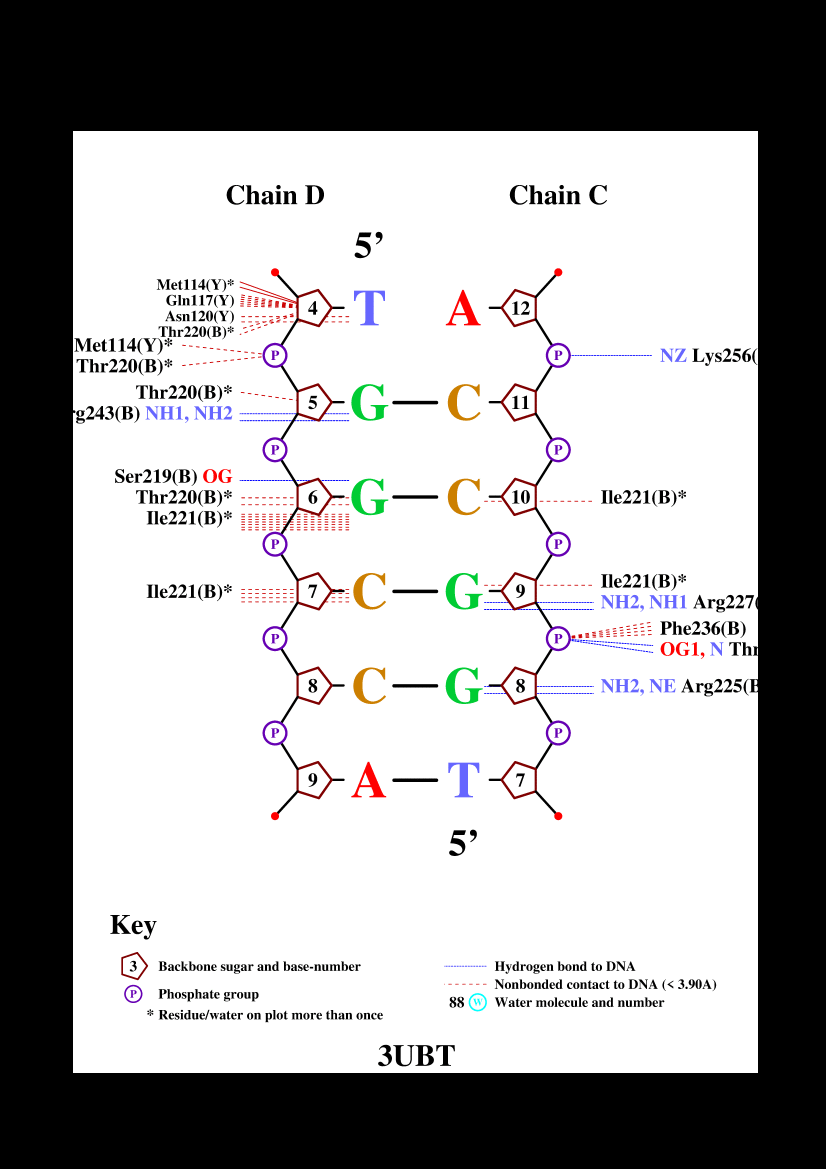 Chain D Chain C
5’
Met114(Y)*
Gln117(Y)
Asn120(Y)
Thr220(B)*
4 T A 12
Met114(Y)*
Thr220(B)*
P P NZ Lys256(
Thr220(B)*
rg243(B) NH1, NH2
5 G C 11
P P
Ser219(B) OG
Thr220(B)*
Ile221(B)*
6 G C 10 Ile221(B)*
P P
Ile221(B)* 7 C G 9 Ile221(B)*
NH2, NH1 Arg227(
Phe236(B)
P P OG1, N Thr
8 C G 8 NH2, NE Arg225(B
P P
9 A T 7
5’
Key
3 Backbone sugar and base-number
P Phosphate group
* Residue/water on plot more than once
Hydrogen bond to DNA
Nonbonded contact to DNA (< 3.90A)
88 W Water molecule and number
3UBT